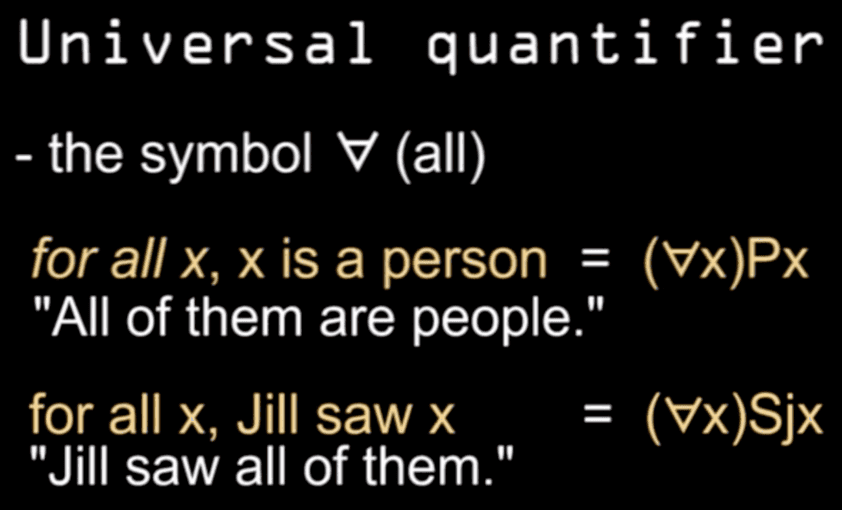 Universal quantifier
- the symbol ∀ (all)
for all x, x is a person = (∀x)Px
"All of them are people."
for all x, Jill saw x = (∀x)Sjx
"Jill saw all of them."